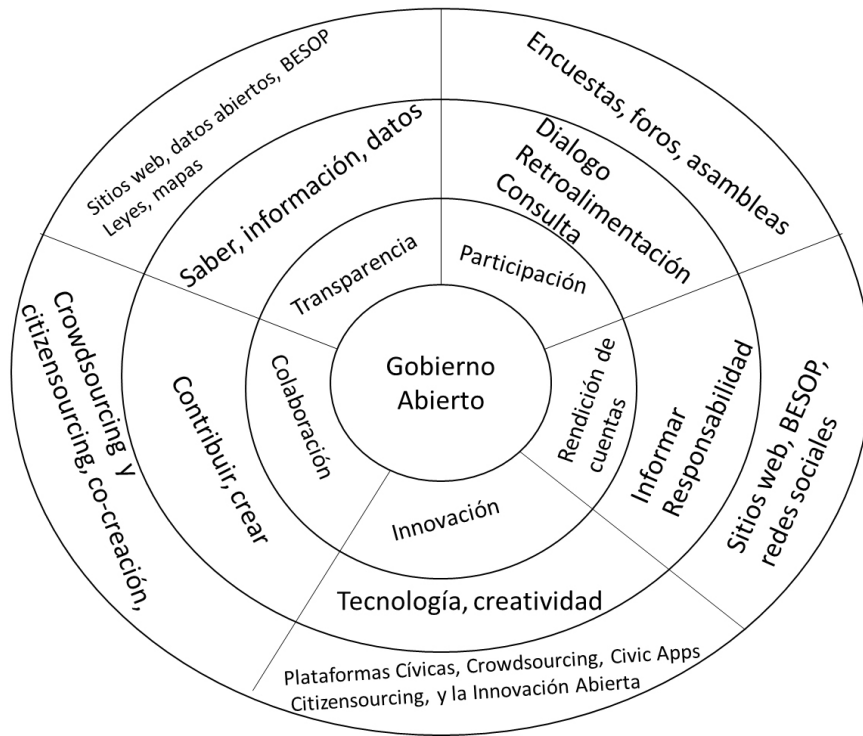 Sitios web, datos abiertos, BESOP
Leyes, mapas
Encuestas, foros, asambleas
Saber, información, datos
Dialogo
Retroalimentación
Consulta
Transparencia
Participación
Gobierno
Abierto
Colaboración
Rendición de
cuentas
Innovación
Contribuir, crear
Informar
Responsabilidad
Crowdsourcing y
citizensourcing, co-creación,
Sitios web, BESOP,
redes sociales
Tecnología, creatividad
Plataformas Cívicas, Crowdsourcing, Civic Apps
Citizensourcing, y la Innovación Abierta